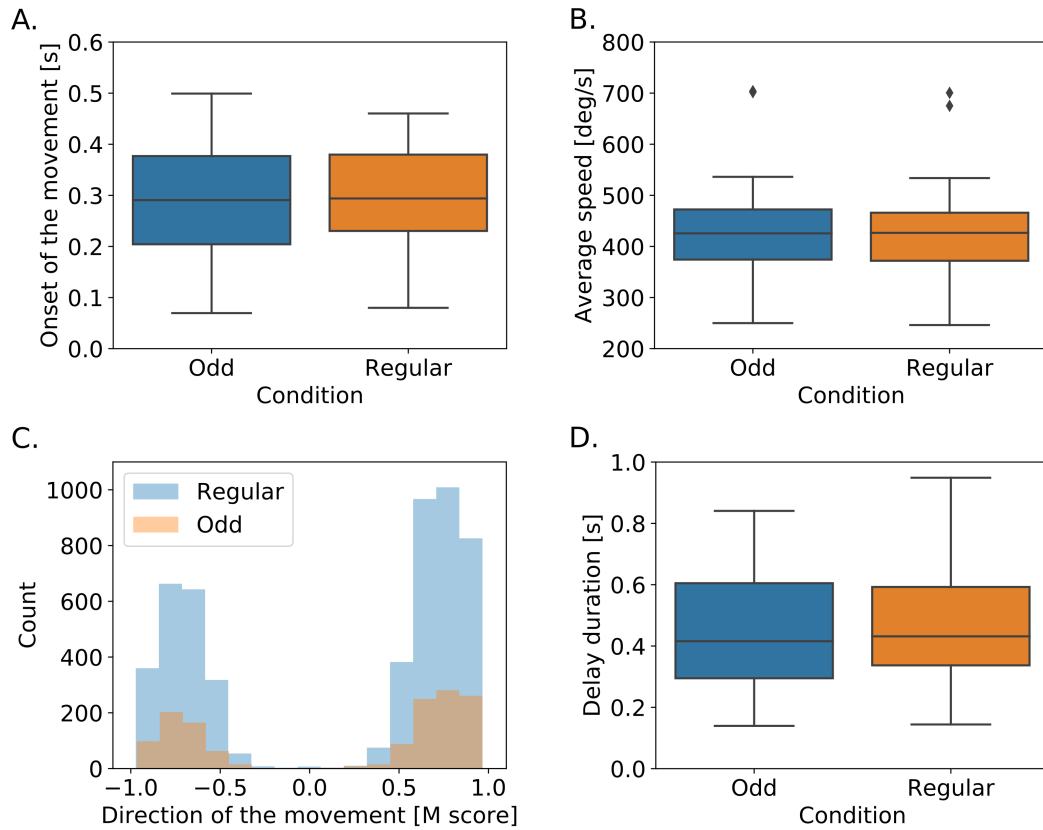 A.
Onset of the movement [s]
0.6
0.5
0.4
0.3
0.2
0.1
0.0
Odd
Regular
Condition
B.
Average speed [deg/s]
800
700
600
500
400
300
200
Odd
Regular
Condition
C.
Count
1000
800
600
400
200
0
Regular
Odd
−1.0
−0.5
0.0
0.5
1.0
Direction of the movement [M score]
D.
Delay duration [s]
1.0
0.8
0.6
0.4
0.2
0.0
Odd
Regular
Condition